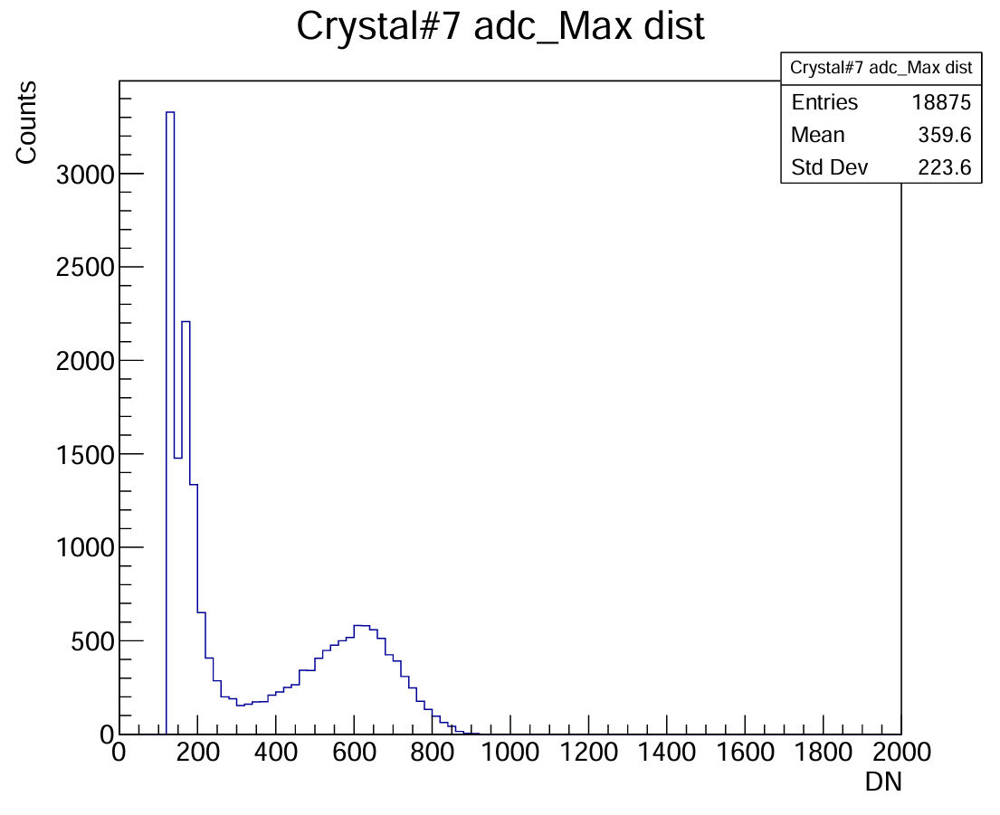 Crystal#7 adc_Max dist
Crystal#7 adc_Max dist
Entries 18875
Mean 359.6
Std Dev 223.6
Counts
3000
2500
2000
1500
1000
500
0
0 200 400 600 800 1000 1200 1400 1600 1800 2000
DN